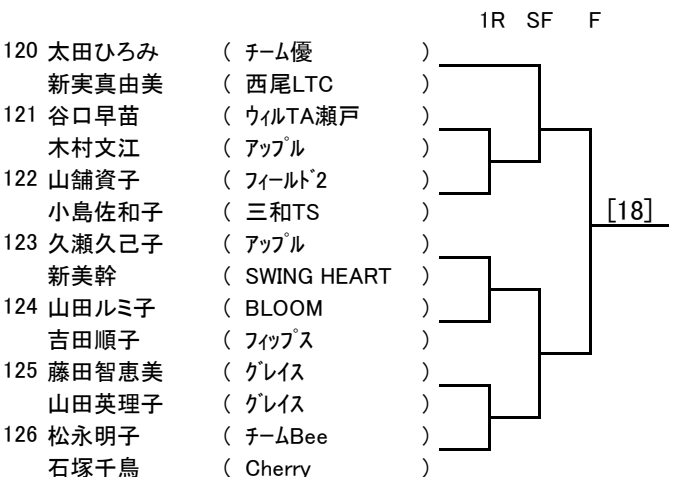 1R SF F
120 太田ひろみ ( ﾁｰﾑ優 )
新実真由美 ( 西尾LTC )
121 谷口早苗 ( ｳｨﾙTA瀬戸 )
木村文江 ( ｱｯﾌﾟﾙ )
122 山舗資子 ( ﾌｨｰﾙﾄﾞ2 )
小島佐和子 ( 三和TS )
[18]
123 久瀬久己子 ( ｱｯﾌﾟﾙ )
新美幹 ( SWING HEART )
124 山田ルミ子 ( BLOOM )
吉田順子 ( ﾌｨｯﾌﾟｽ )
125 藤田智恵美 ( ｸﾞﾚｲｽ )
山田英理子 ( ｸﾞﾚｲｽ )
126 松永明子 ( ﾁｰﾑBee )
石塚千鳥 ( Cherry )